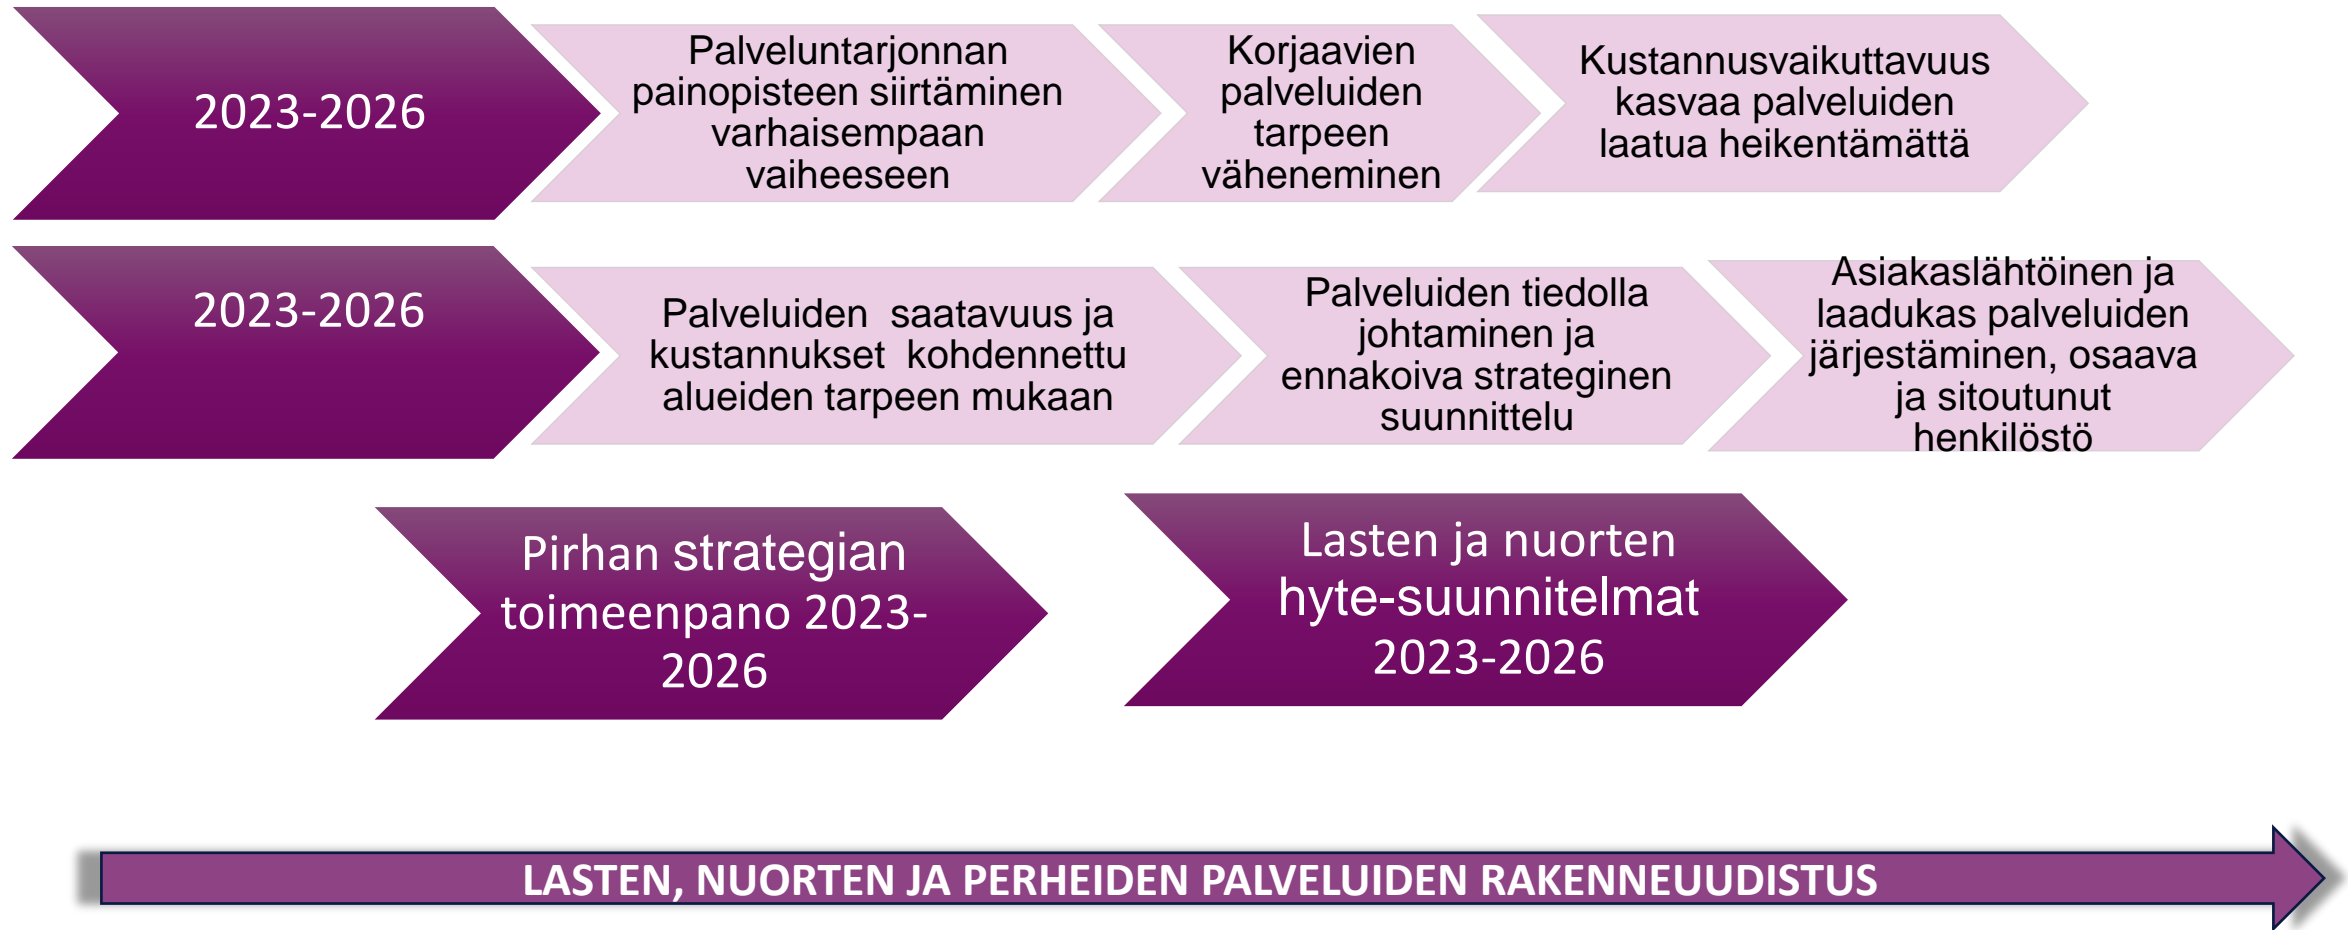 2023-2026
Palveluntarjonnan
painopisteen siirtäminen
varhaisempaan
vaiheeseen
Korjaavien
palveluiden
tarpeen
väheneminen
Kustannusvaikuttavuus
kasvaa palveluiden
laatua heikentämättä
2023-2026
Palveluiden saatavuus ja
kustannukset kohdennettu
alueiden tarpeen mukaan
Palveluiden tiedolla
johtaminen ja
ennakoiva strateginen
suunnittelu
Asiakaslähtöinen ja
laadukas palveluiden
järjestäminen, osaava
ja sitoutunut
henkilöstö
Pirhan strategian
toimeenpano 2023-
2026
Lasten ja nuorten
hyte-suunnitelmat
2023-2026
LASTEN, NUORTEN JA PERHEIDEN PALVELUIDEN RAKENNEUUDISTUS